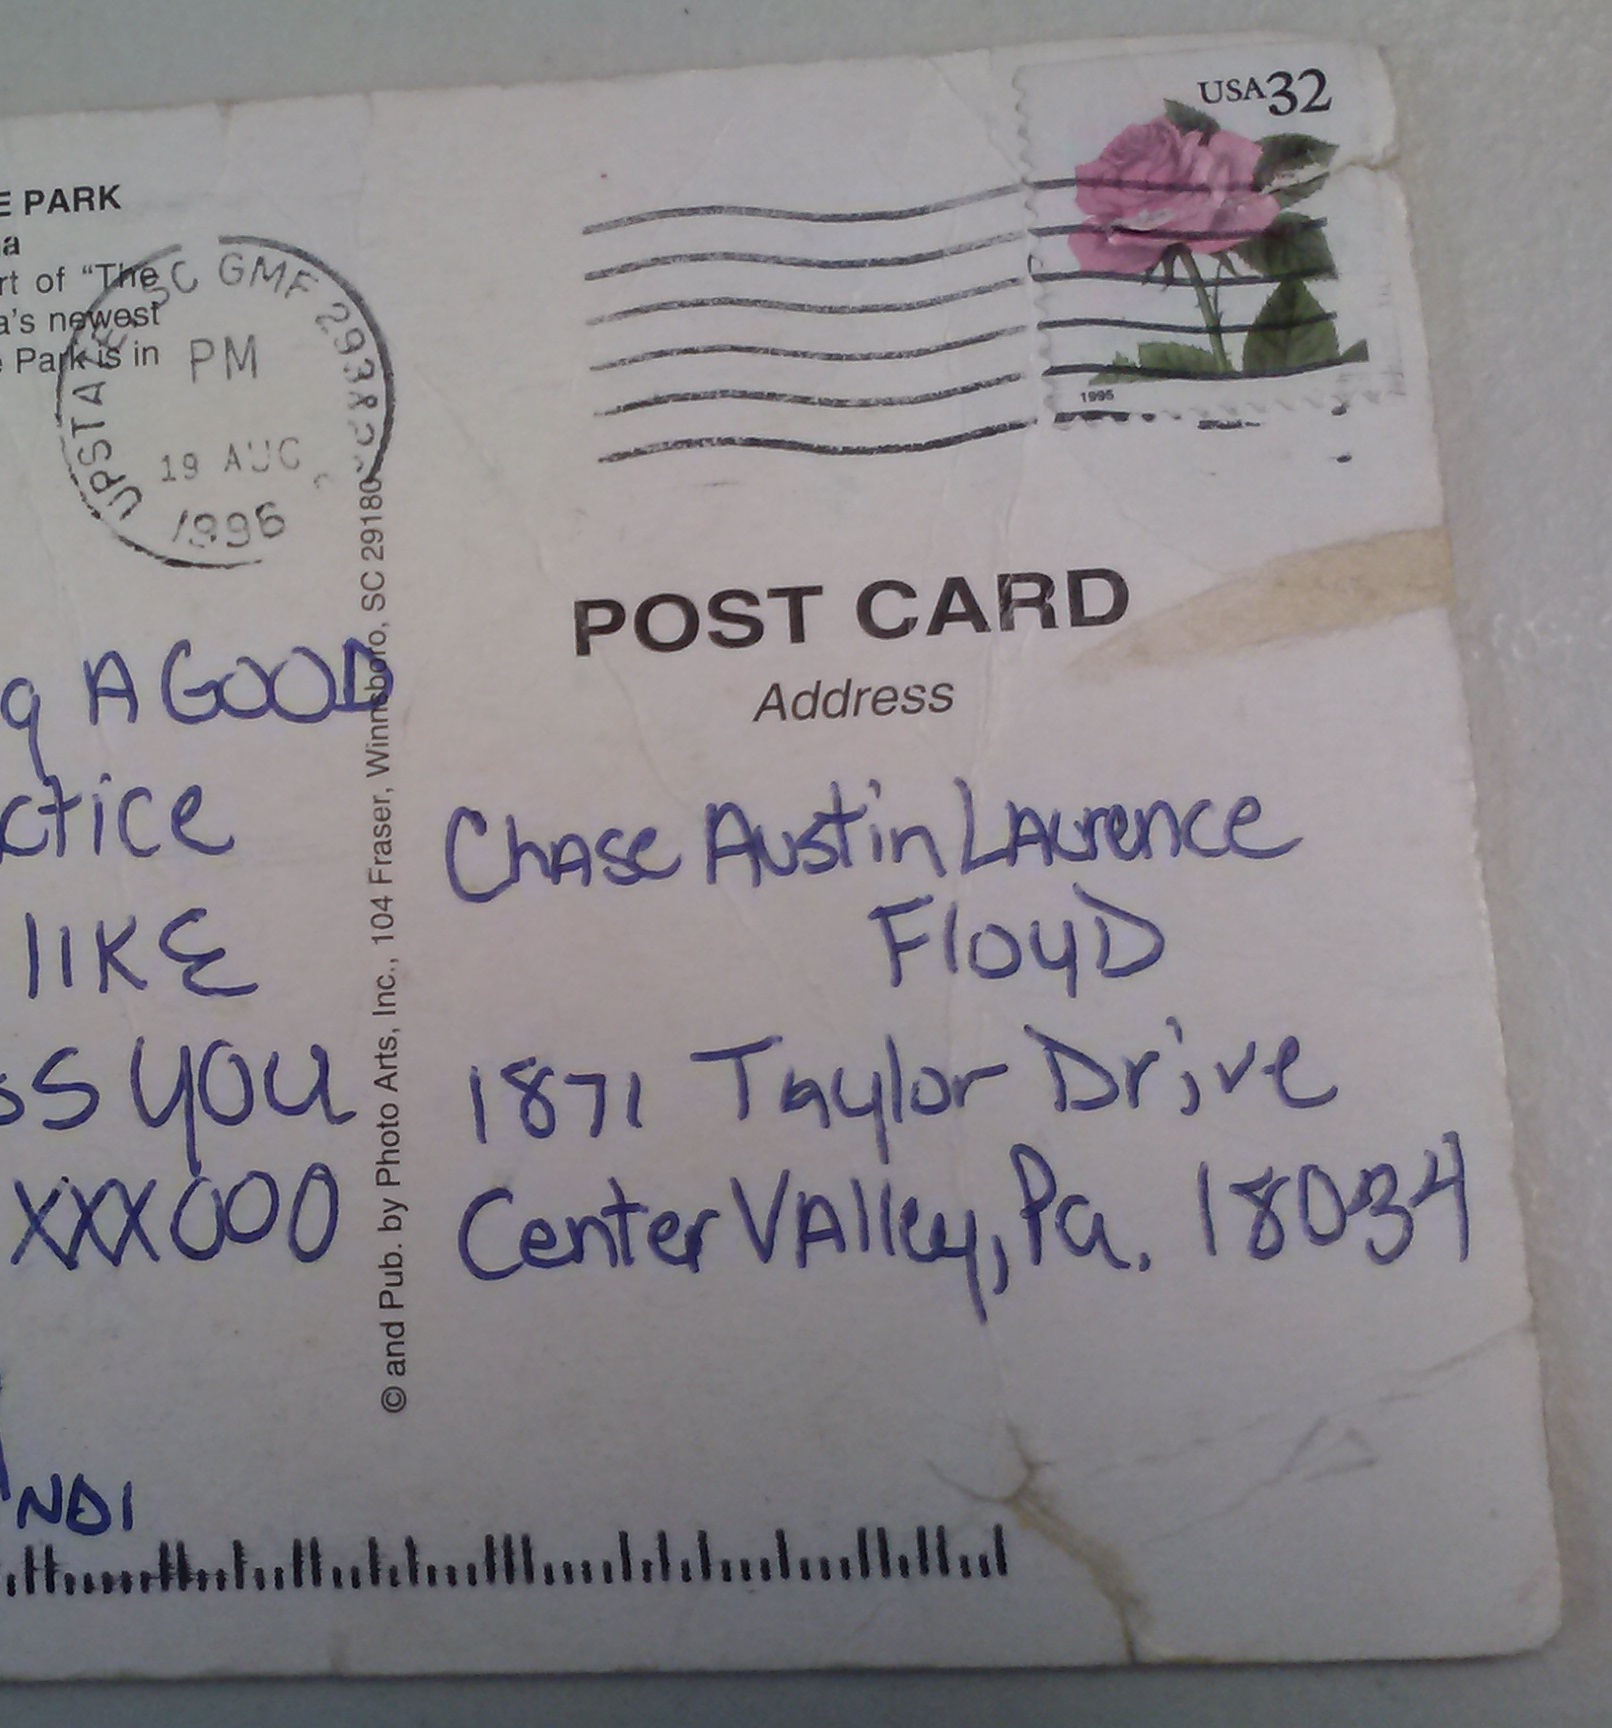 USA 32
1995
E PARK
a
rt of "The
a's newest
e Park is in
UPSTATE, SC GMF 293
PM
19 AUG
1996
POST CARD
Address
g A GOOD
ctice
LIKE
ss you
XXXOOO
NDI
© and Pub. by Photo Arts, Inc., 104 Fraser, Winnsboro, SC 29180
Chase Austin Laurence
Floyd
1871 Taylor Drive
Center Valley, Pa. 18034